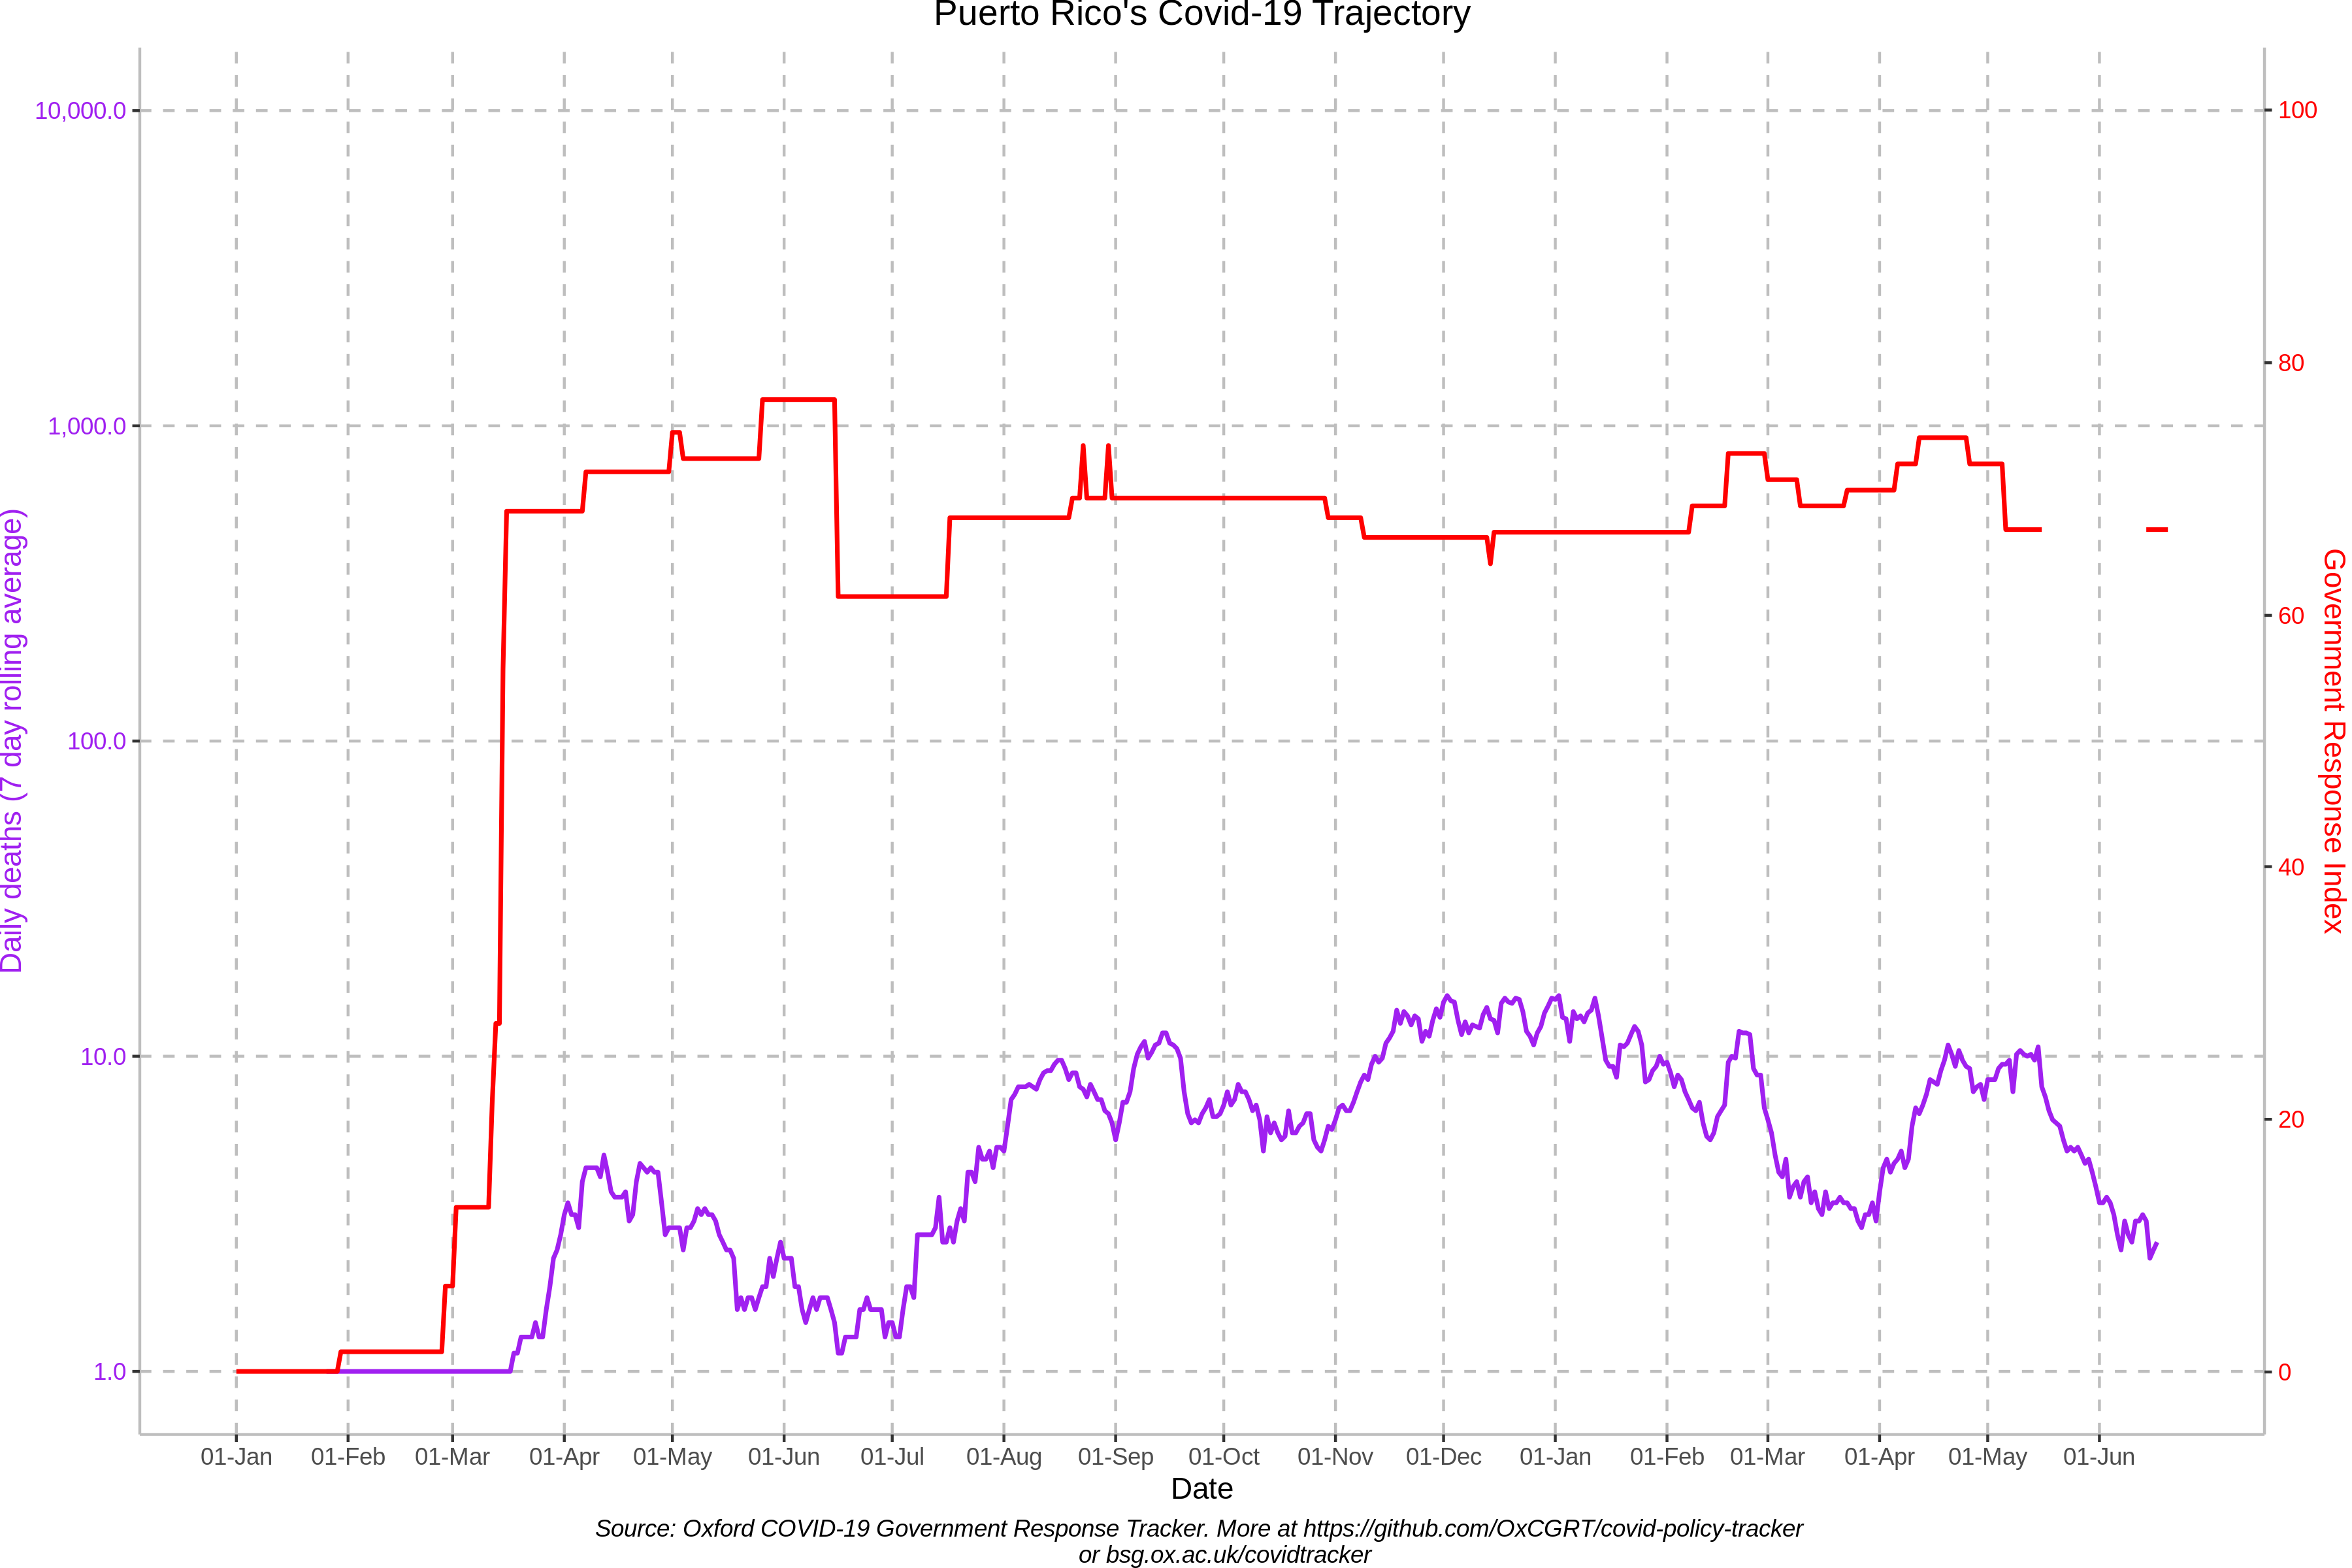 Puerto Rico's Covid-19 Trajectory
10,000.0
1,000.0
100.0
10.0
1.0
Daily deaths (7 day rolling average)
100
80
60
40
20
0
Government Response Index
01-Jan 01-Feb 01-Mar 01-Apr 01-May 01-Jun 01-Jul 01-Aug 01-Sep 01-Oct 01-Nov 01-Dec 01-Jan 01-Feb 01-Mar 01-Apr 01-May 01-Jun
Date
Source: Oxford COVID-19 Government Response Tracker. More at https://github.com/OxCGRT/covid-policy-tracker
or bsg.ox.ac.uk/covidtracker